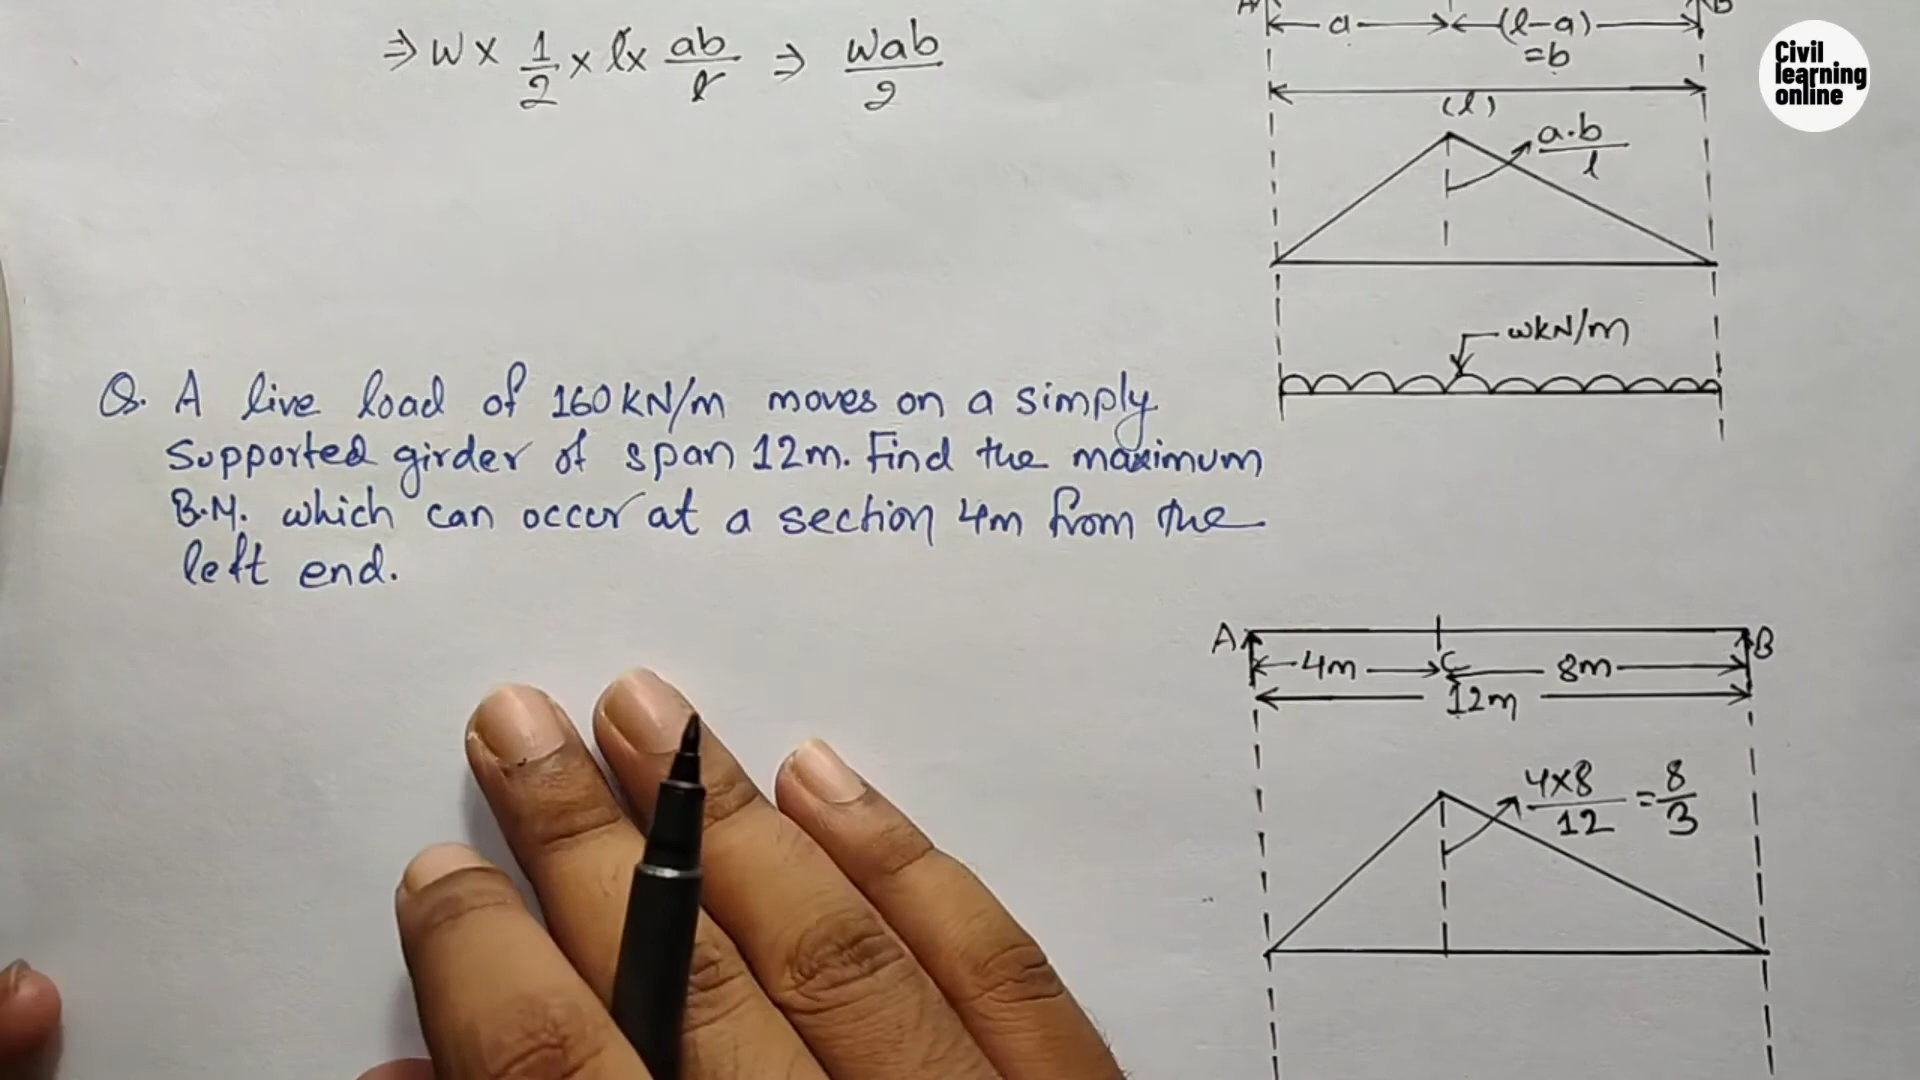 ⇒ W × 1/2 × l × ab/l ⇒ wab/2
a (l-a)
B
=b
(l)
a·b/l
wkN/m
Civil
learning
online
Q. A live load of 160kN/m moves on a simply
supported girder of span 12m. Find the maximum
B.M. which can occur at a section 4m from the
left end.
A B
4m C 8m
12m
4×8/12 = 8/3